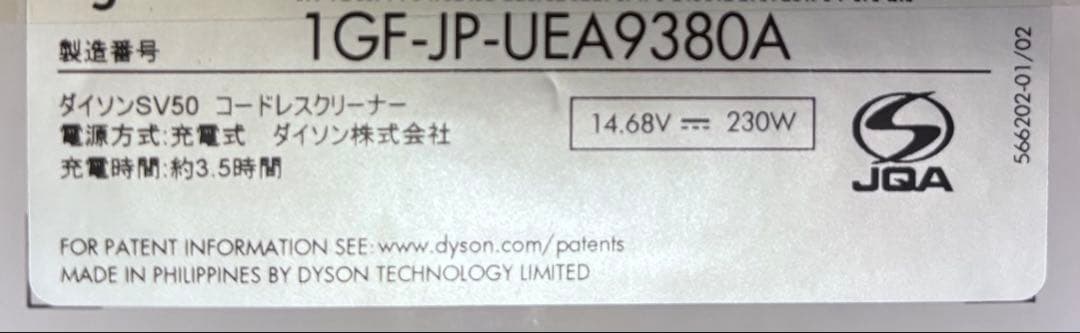 製造番号 1GF-JP-UEA9380A
ダイソンSV50 コードレスクリーナー
電源方式:充電式 ダイソン株式会社
充電時間:約3.5時間
14.68V ⎓ 230W
JQA
566202-01/02
FOR PATENT INFORMATION SEE: www.dyson.com/patents
MADE IN PHILIPPINES BY DYSON TECHNOLOGY LIMITED